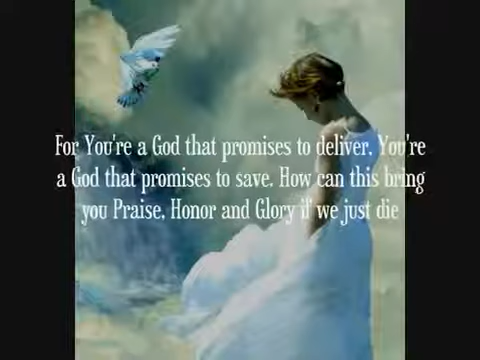 For You're a God that promises to deliver, You're
a God that promises to save. How can this bring
you Praise, Honor and Glory if we just die